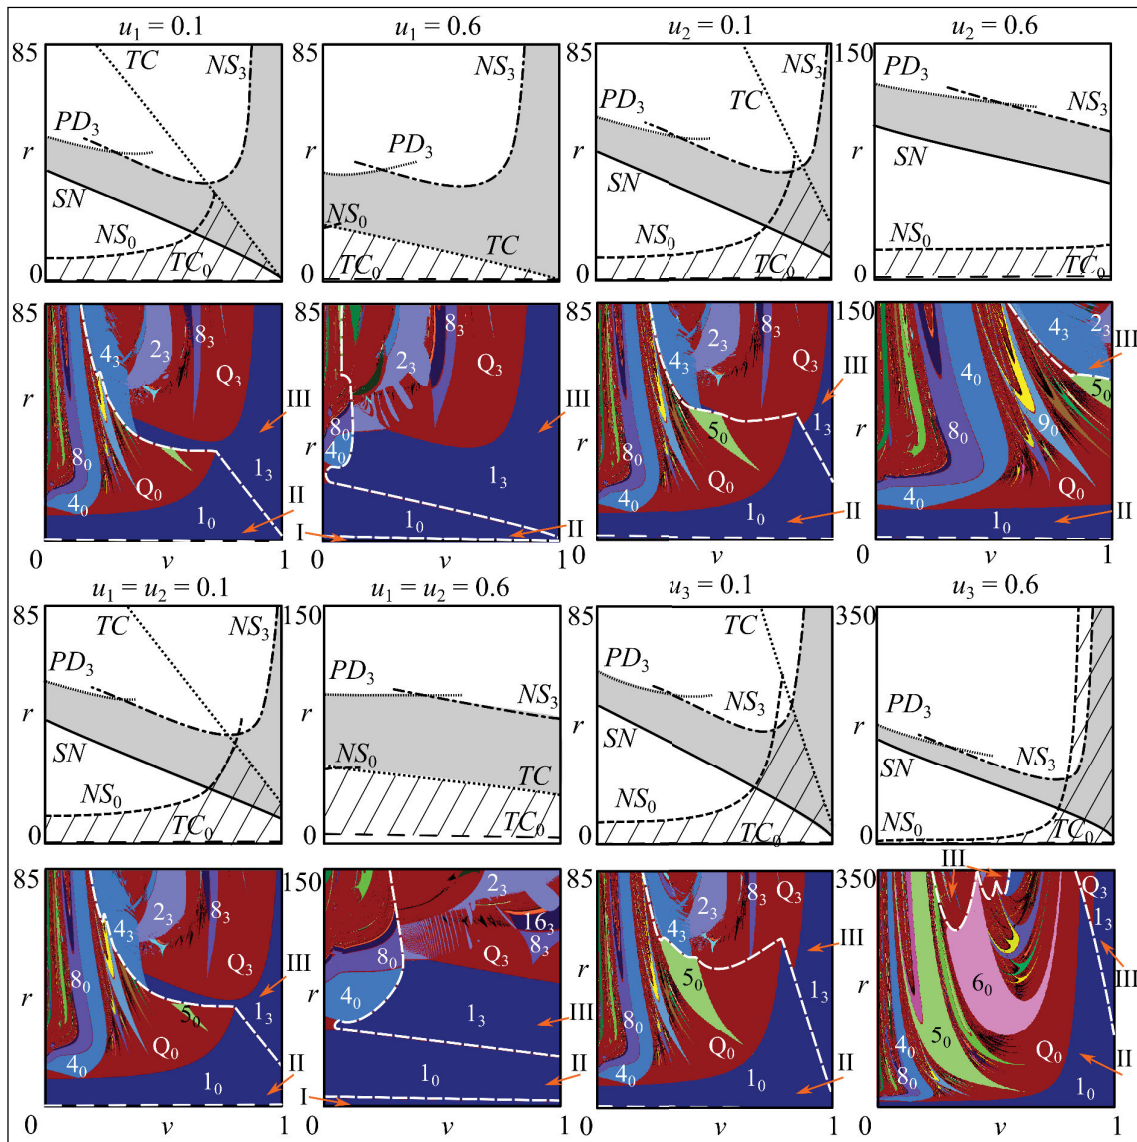 u₁ = 0.1
u₁ = 0.6
u₂ = 0.1
u₂ = 0.6
85 TC NS₃ PD₃ r SN NS₀ TC₀ 0
85 NS₃ PD₃ r NS₀ TC TC₀ 0
85 NS₃ PD₃ TC r SN NS₀ TC₀ 0
150 PD₃ NS₃ r SN NS₀ TC₀ 0
85 4₃ 2₃ 8₃ Q₃ r 8₀ 4₀ Q₀ 1₀ 0 v 1
III
II
I
85 2₃ 8₃ Q₃ r 8₀ 4₀ 1₃ 1₀ 0 v 1
III
II
85 4₃ 2₃ 8₃ Q₃ r 5₀ 8₀ 4₀ Q₀ 1₃ 1₀ 0 v 1
III
II
150 4₃ 2₃ 4₀ 5₀ r 8₀ 9₀ 4₀ Q₀ 1₀ 0 v 1
III
II
u₁ = u₂ = 0.1
u₁ = u₂ = 0.6
u₃ = 0.1
u₃ = 0.6
85 TC NS₃ PD₃ r SN NS₀ TC₀ 0
150 PD₃ NS₃ r NS₀ TC TC₀ 0
85 TC PD₃ NS₃ r SN NS₀ TC₀ 0
350 PD₃ r NS₃ SN NS₀ TC₀ 0
85 4₃ 2₃ 8₃ Q₃ r 8₀ 5₀ 1₃ 4₀ Q₀ 1₀ 0 v 1
III
II
I
150 2₃ 16₃ 8₃ 8₀ Q₃ r 4₀ 1₃ 1₀ 0 v 1
III
II
85 4₃ 2₃ 8₃ Q₃ r 5₀ 8₀ 1₃ 4₀ Q₀ 1₀ 0 v 1
III
II
III
350 Q₃ 1₃ r 6₀ 4₀ 5₀ Q₀ 8₀ 1₀ 0 v 1
III
II